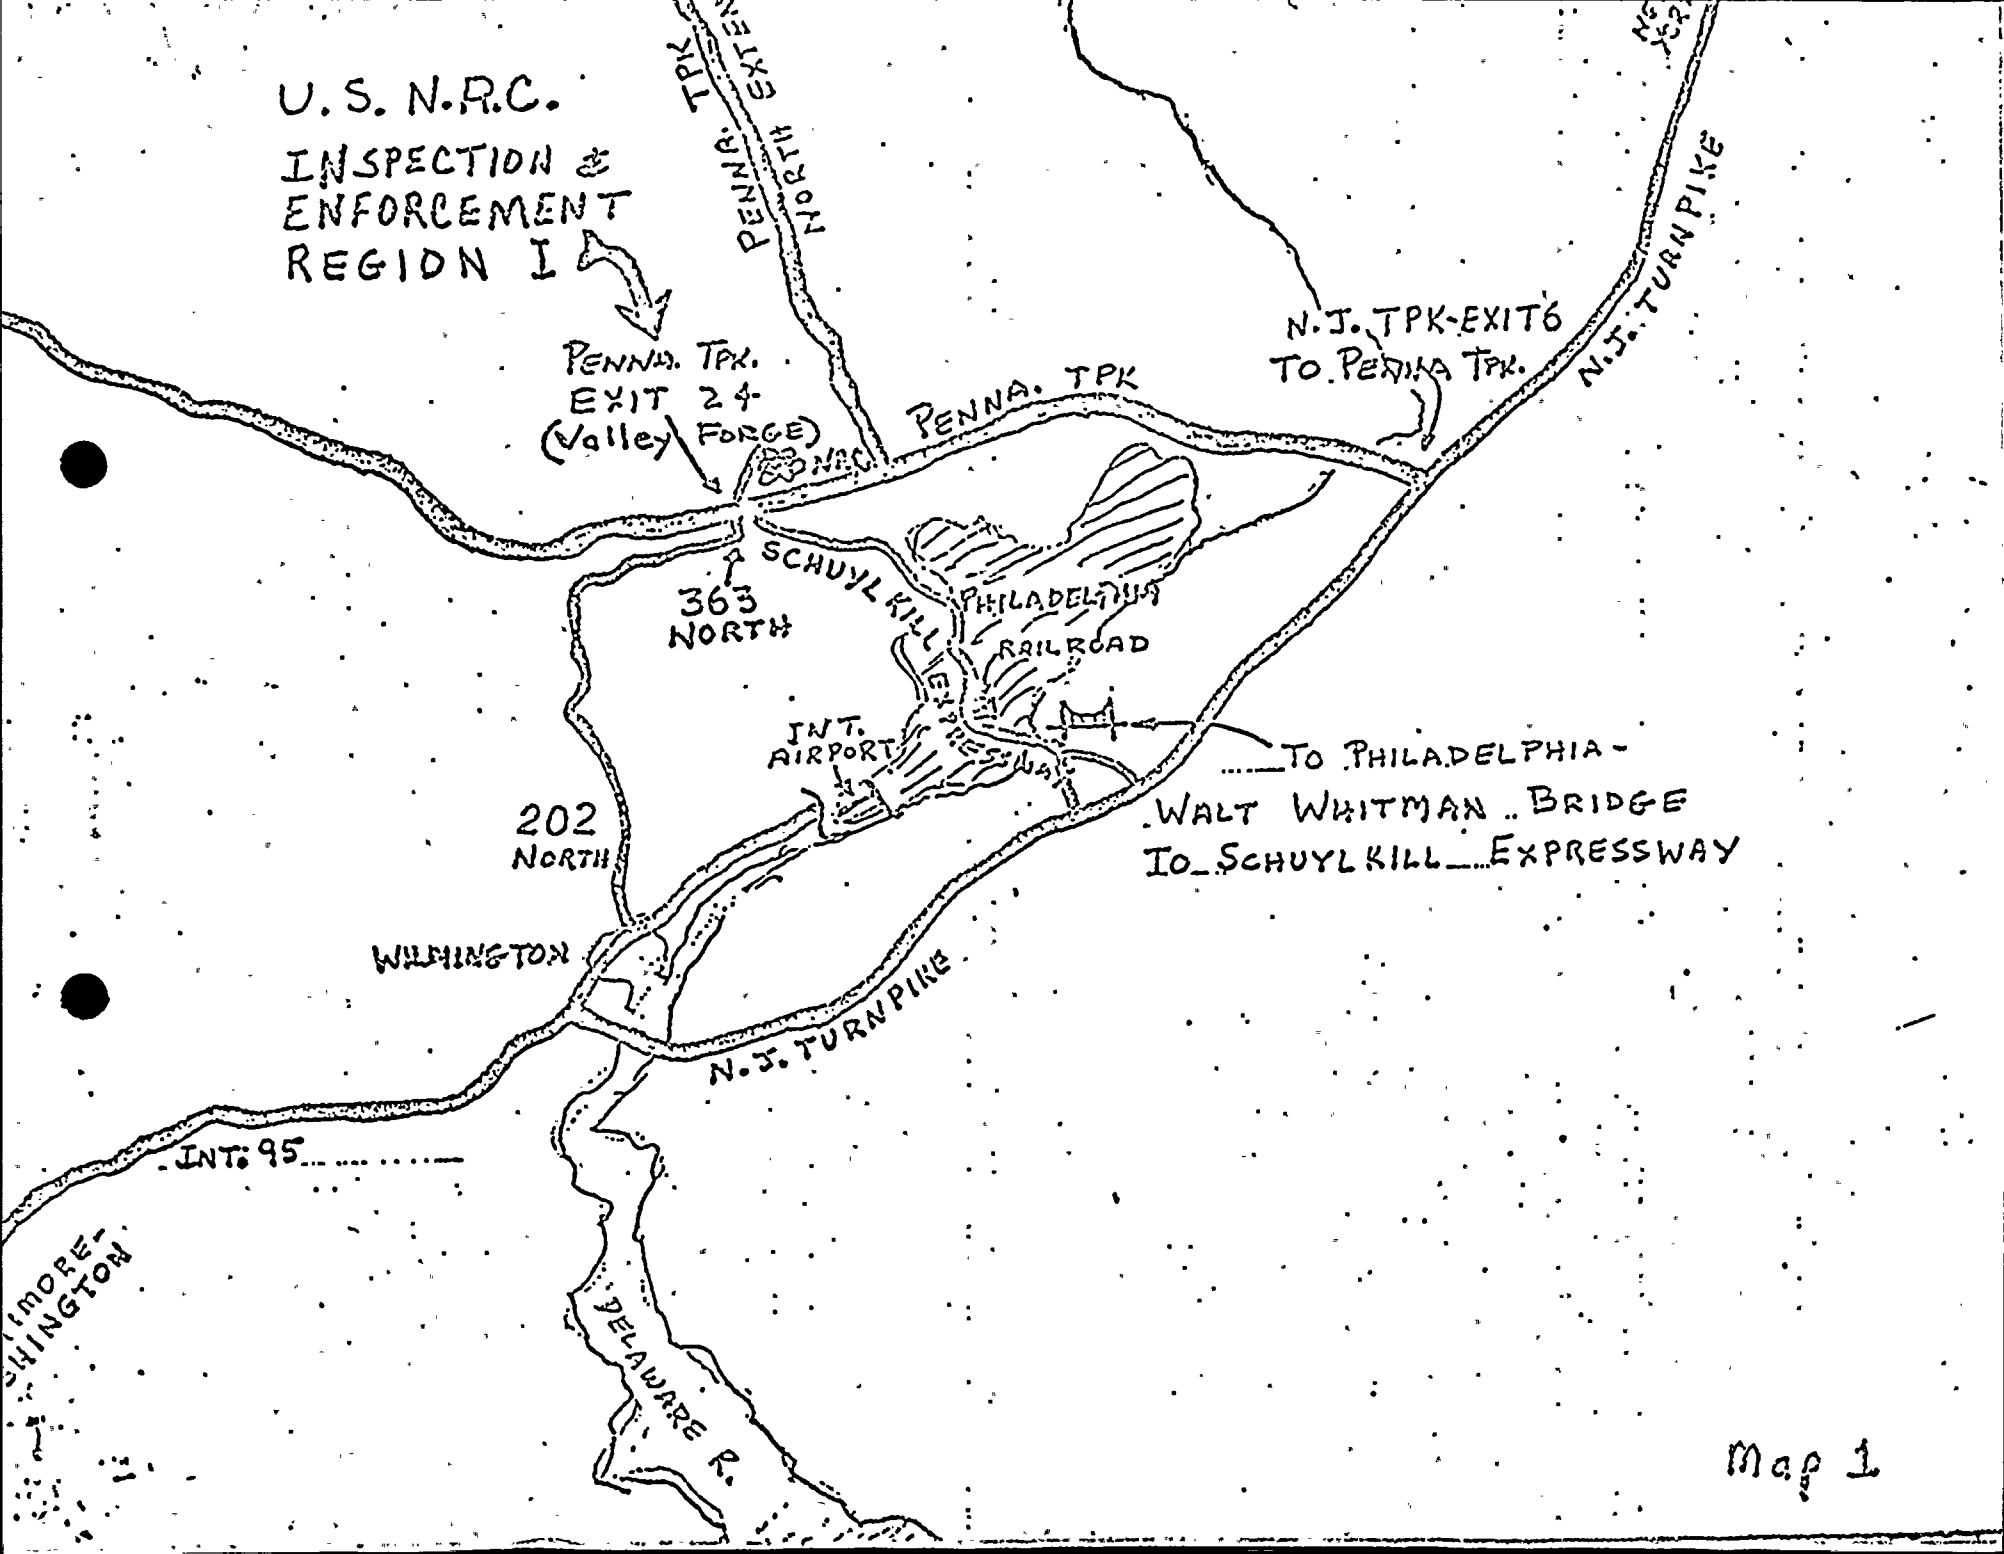 U. S. N.R.C.
INSPECTION &
ENFORCEMENT
REGION I
PENNA. TPK
NORTH EXTEN
N.J. TURNPIKE
PENNA. TPK.
EXIT 24
(Valley FORGE)
NRC
PENNA. TPK
N.J. TPK-EXIT 6
TO PENNA TPK.
363
NORTH
SCHUYLKILL EXPRESSWAY
PHILADELPHIA
RAILROAD
INT.
AIRPORT
TO PHILADELPHIA-
WALT WHITMAN BRIDGE
TO SCHUYLKILL EXPRESSWAY
202
NORTH
WILMINGTON
N.J. TURNPIKE
INT. 95
TIMORE-
SHINGTON
DELAWARE R.
Map 1